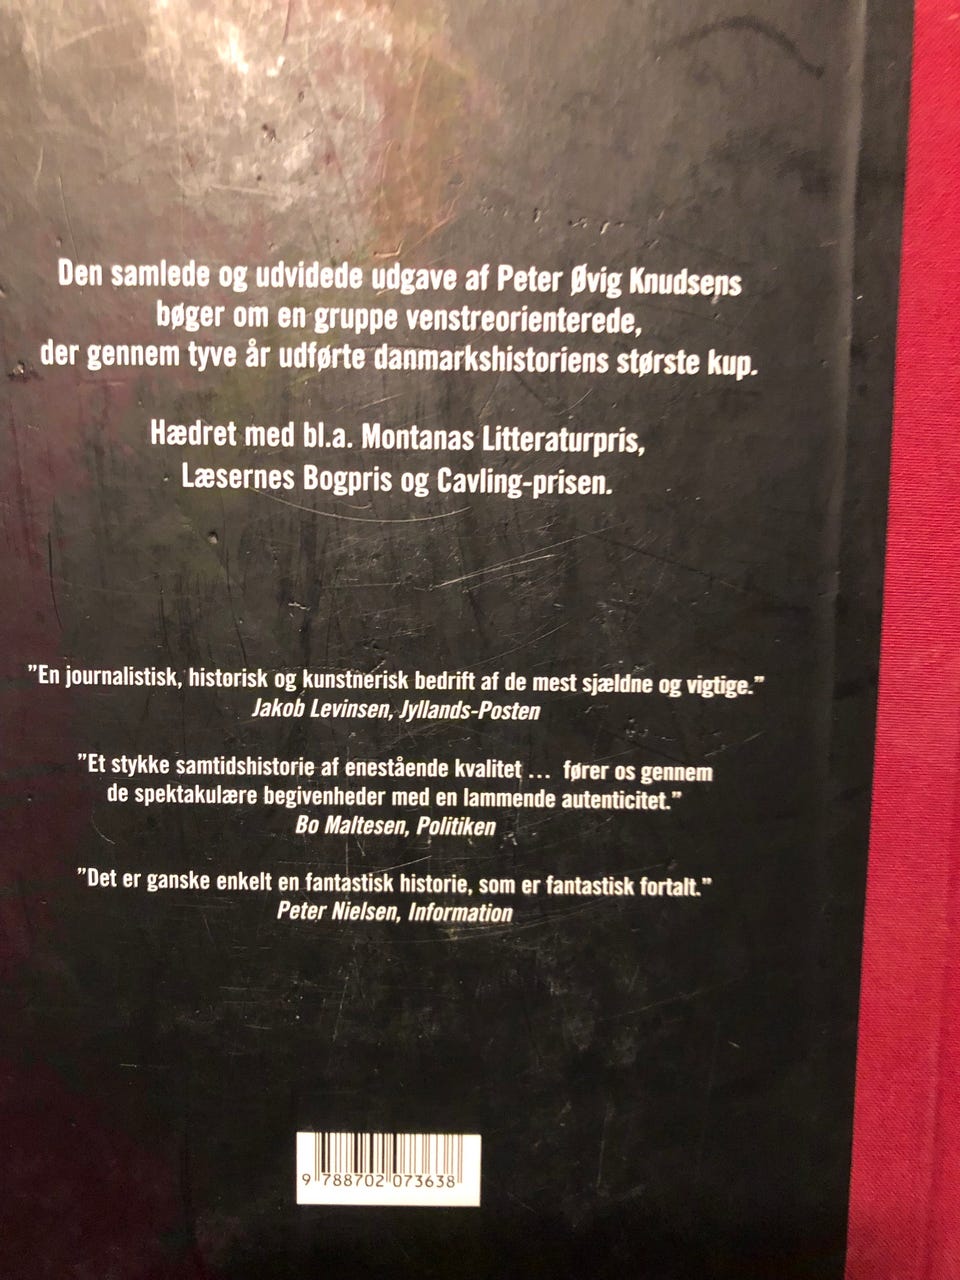 Den samlede og udvidede udgave af Peter Øvig Knudsens
bøger om en gruppe venstreorienterede,
der gennem tyve år udførte danmarkshistoriens største kup.
Hædret med bl.a. Montanas Litteraturpris,
Læsernes Bogpris og Cavling-prisen.
”En journalistisk, historisk og kunstnerisk bedrift af de mest sjældne og vigtige.”
Jakob Levinsen, Jyllands-Posten
”Et stykke samtidshistorie af enestående kvalitet ... fører os gennem
de spektakulære begivenheder med en lammende autenticitet.”
Bo Maltesen, Politiken
”Det er ganske enkelt en fantastisk historie, som er fantastisk fortalt.”
Peter Nielsen, Information
9 788702 073638